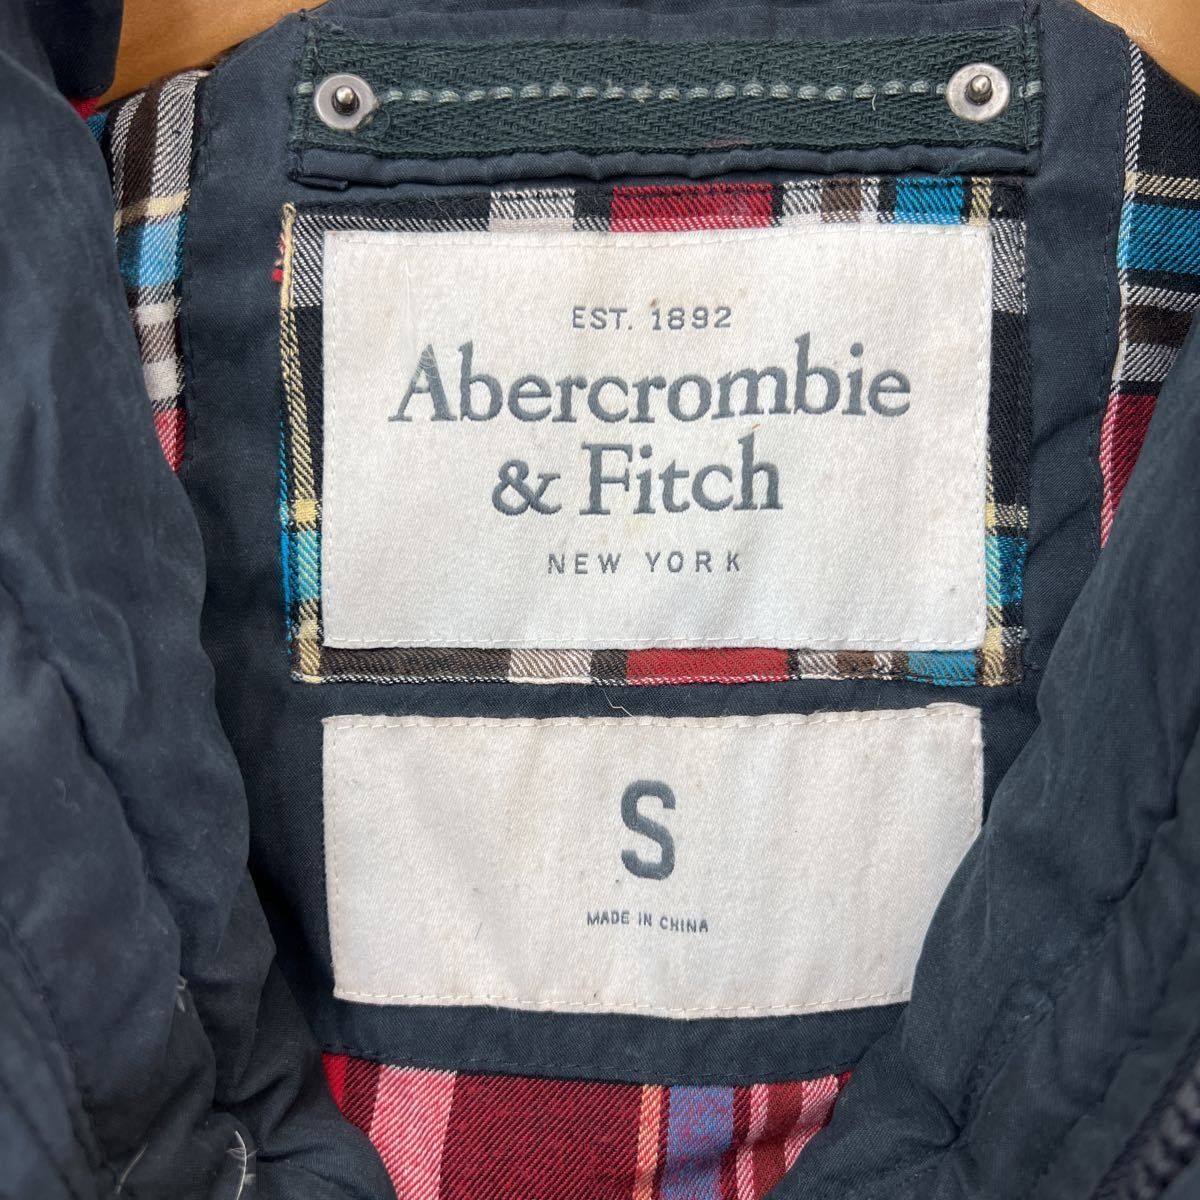 EST. 1892
Abercrombie
& Fitch
NEW YORK
S
MADE IN CHINA